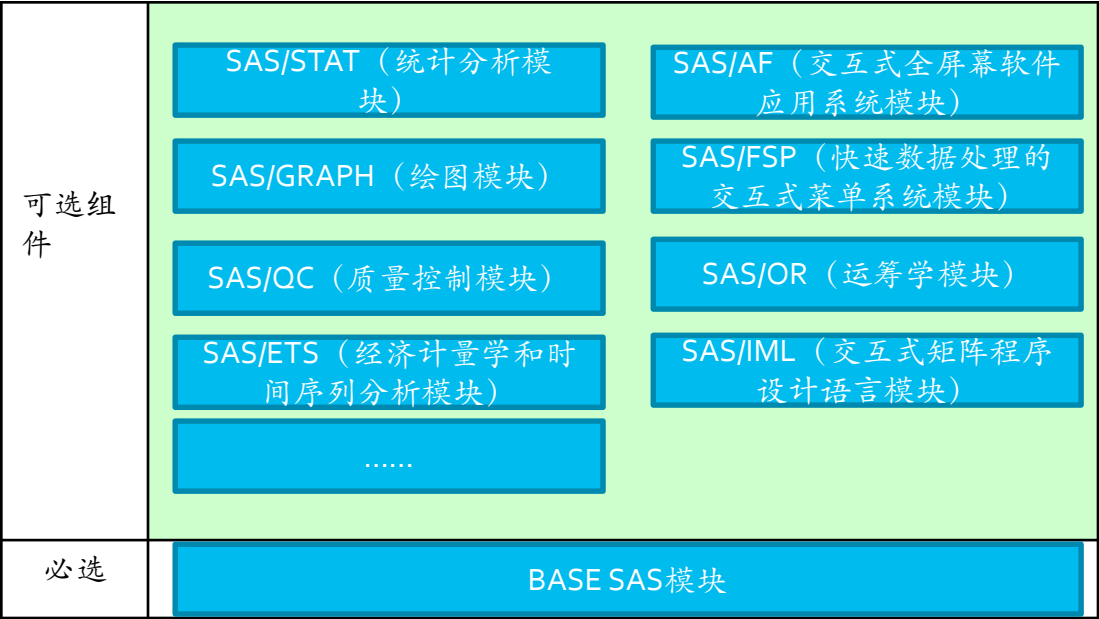 可选组
件
SAS/STAT（统计分析模
块）
SAS/AF（交互式全屏幕软件
应用系统模块）
SAS/GRAPH（绘图模块）
SAS/FSP（快速数据处理的
交互式菜单系统模块）
SAS/QC（质量控制模块）
SAS/OR（运筹学模块）
SAS/ETS（经济计量学和时
间序列分析模块）
SAS/IML（交互式矩阵程序
设计语言模块）
......
必选
BASE SAS模块